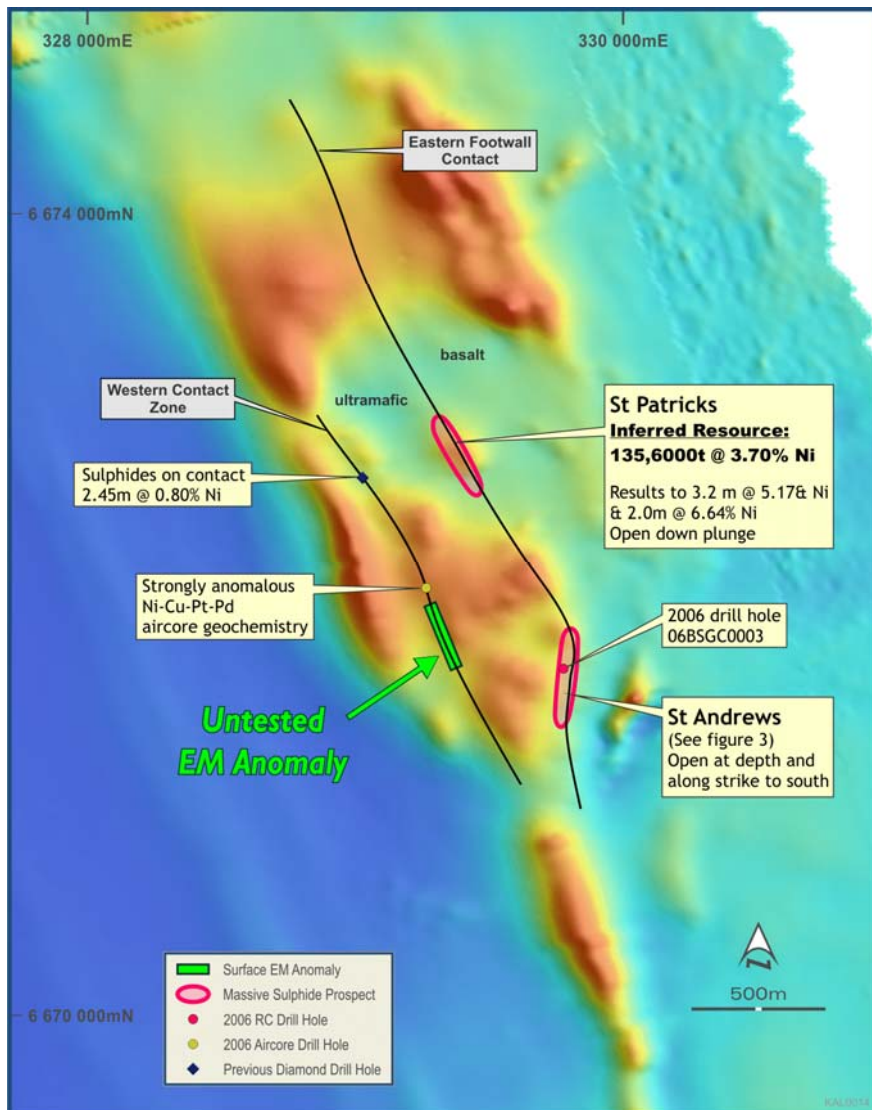 328 000mE
330 000mE
Eastern Footwall
Contact
6 674 000mN
basalt
Western Contact
Zone
ultramafic
St Patricks
Inferred Resource:
135,6000t @ 3.70% Ni
Results to 3.2 m @ 5.17& Ni
& 2.0m @ 6.64% Ni
Open down plunge
Sulphides on contact
2.45m @ 0.80% Ni
Strongly anomalous
Ni-Cu-Pt-Pd
aircore geochemistry
2006 drill hole
06BSGC0003
Untested
EM Anomaly
St Andrews
(See figure 3)
Open at depth and
along strike to south
Surface EM Anomaly
Massive Sulphide Prospect
2006 RC Drill Hole
2006 Aircore Drill Hole
Previous Diamond Drill Hole
N
500m
6 670 000mN
KAL0014